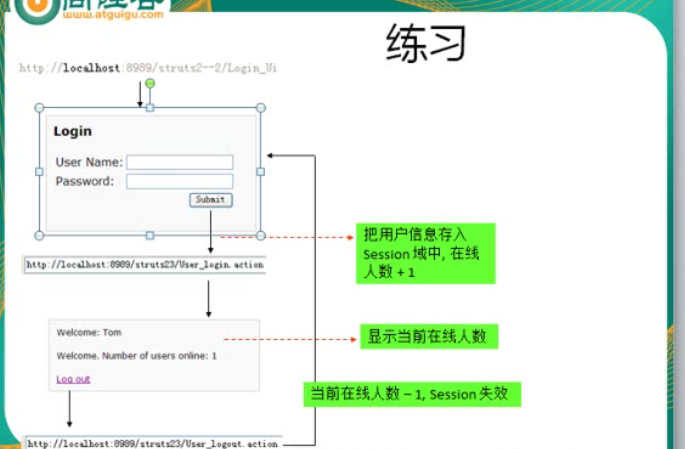 www.atguigu.com
练习
http://localhost:8989/struts2--2/Login_Ui
Login
User Name:
Password:
Submit
把用户信息存入
Session 域中, 在线
人数 + 1
http://localhost:8989/struts23/User_login.action
Welcome: Tom
显示当前在线人数
Welcome. Number of users online: 1
Log out
当前在线人数 – 1, Session 失效
http://localhost:8989/struts23/User_logout.action